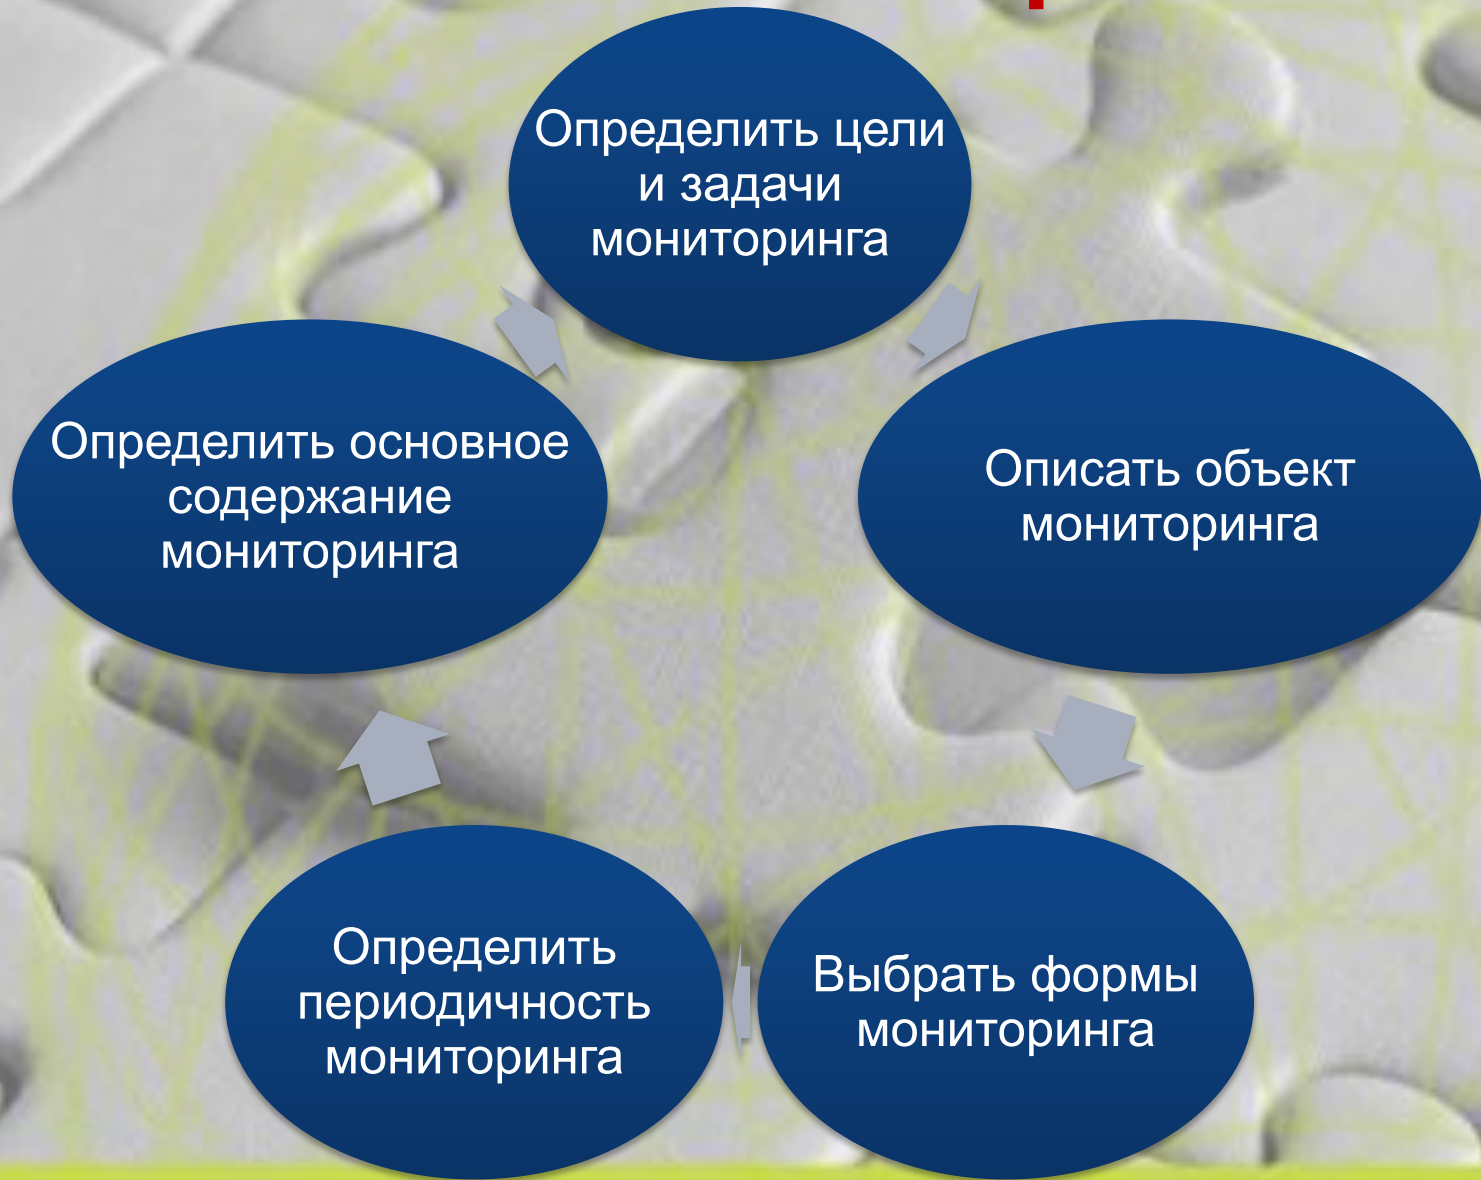 Определить цели
и задачи
мониторинга
Описать объект
мониторинга
Выбрать формы
мониторинга
Определить
периодичность
мониторинга
Определить основное
содержание
мониторинга